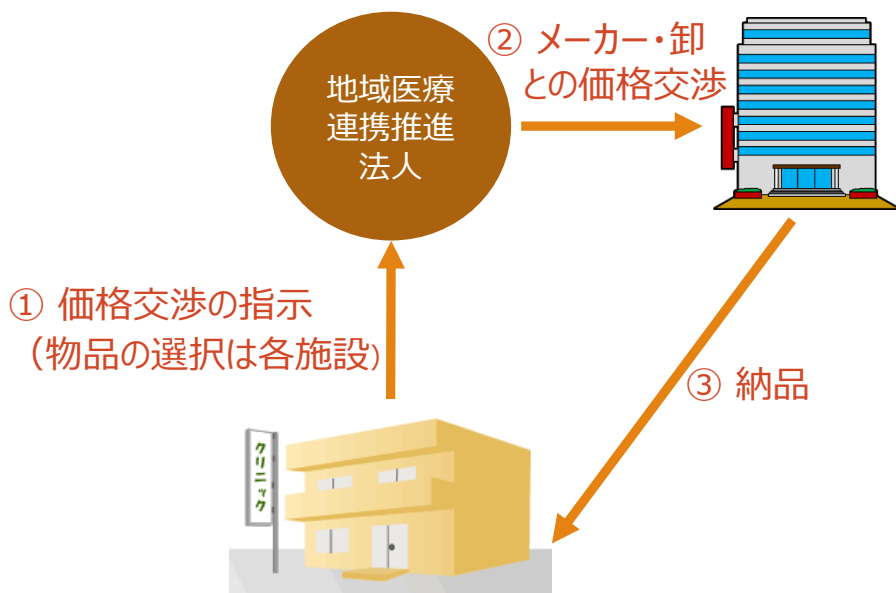 ② メーカー・卸
との価格交渉
地域医療
連携推進
法人
① 価格交渉の指示
（物品の選択は各施設)
③ 納品
クリニック